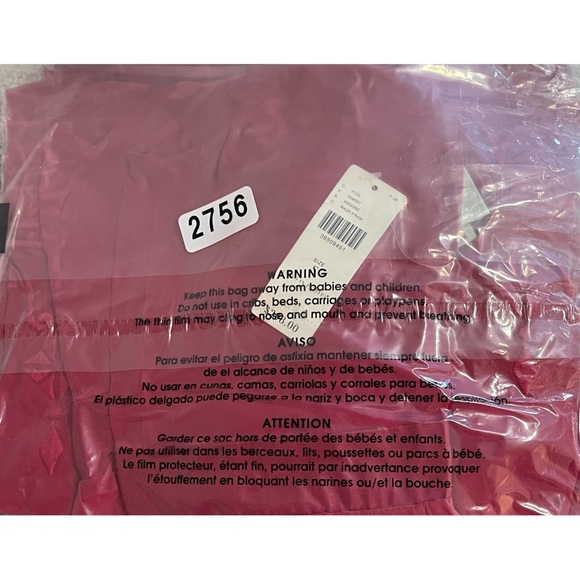 2756
38509451
SIZE
WARNING
Keep this bag away from babies and children.
Do not use in cribs, beds, carriages or playpens.
The thin film may cling to nose and mouth and prevent breathing.
AVISO
Para evitar el peligro de asfixia mantener siempre fuera
de el alcance de niños y de bebés.
No usar en cunas, camas, carriolas y corrales para bebés.
El plástico delgado puede pegarse a la nariz y boca y detener la respiración.
ATTENTION
Garder ce sac hors de portée des bébés et enfants.
Ne pas utiliser dans les berceaux, lits, poussettes ou parcs à bébé.
Le film protecteur, étant fin, pourrait par inadvertance provoquer
l'étouffement en bloquant les narines ou/et la bouche.